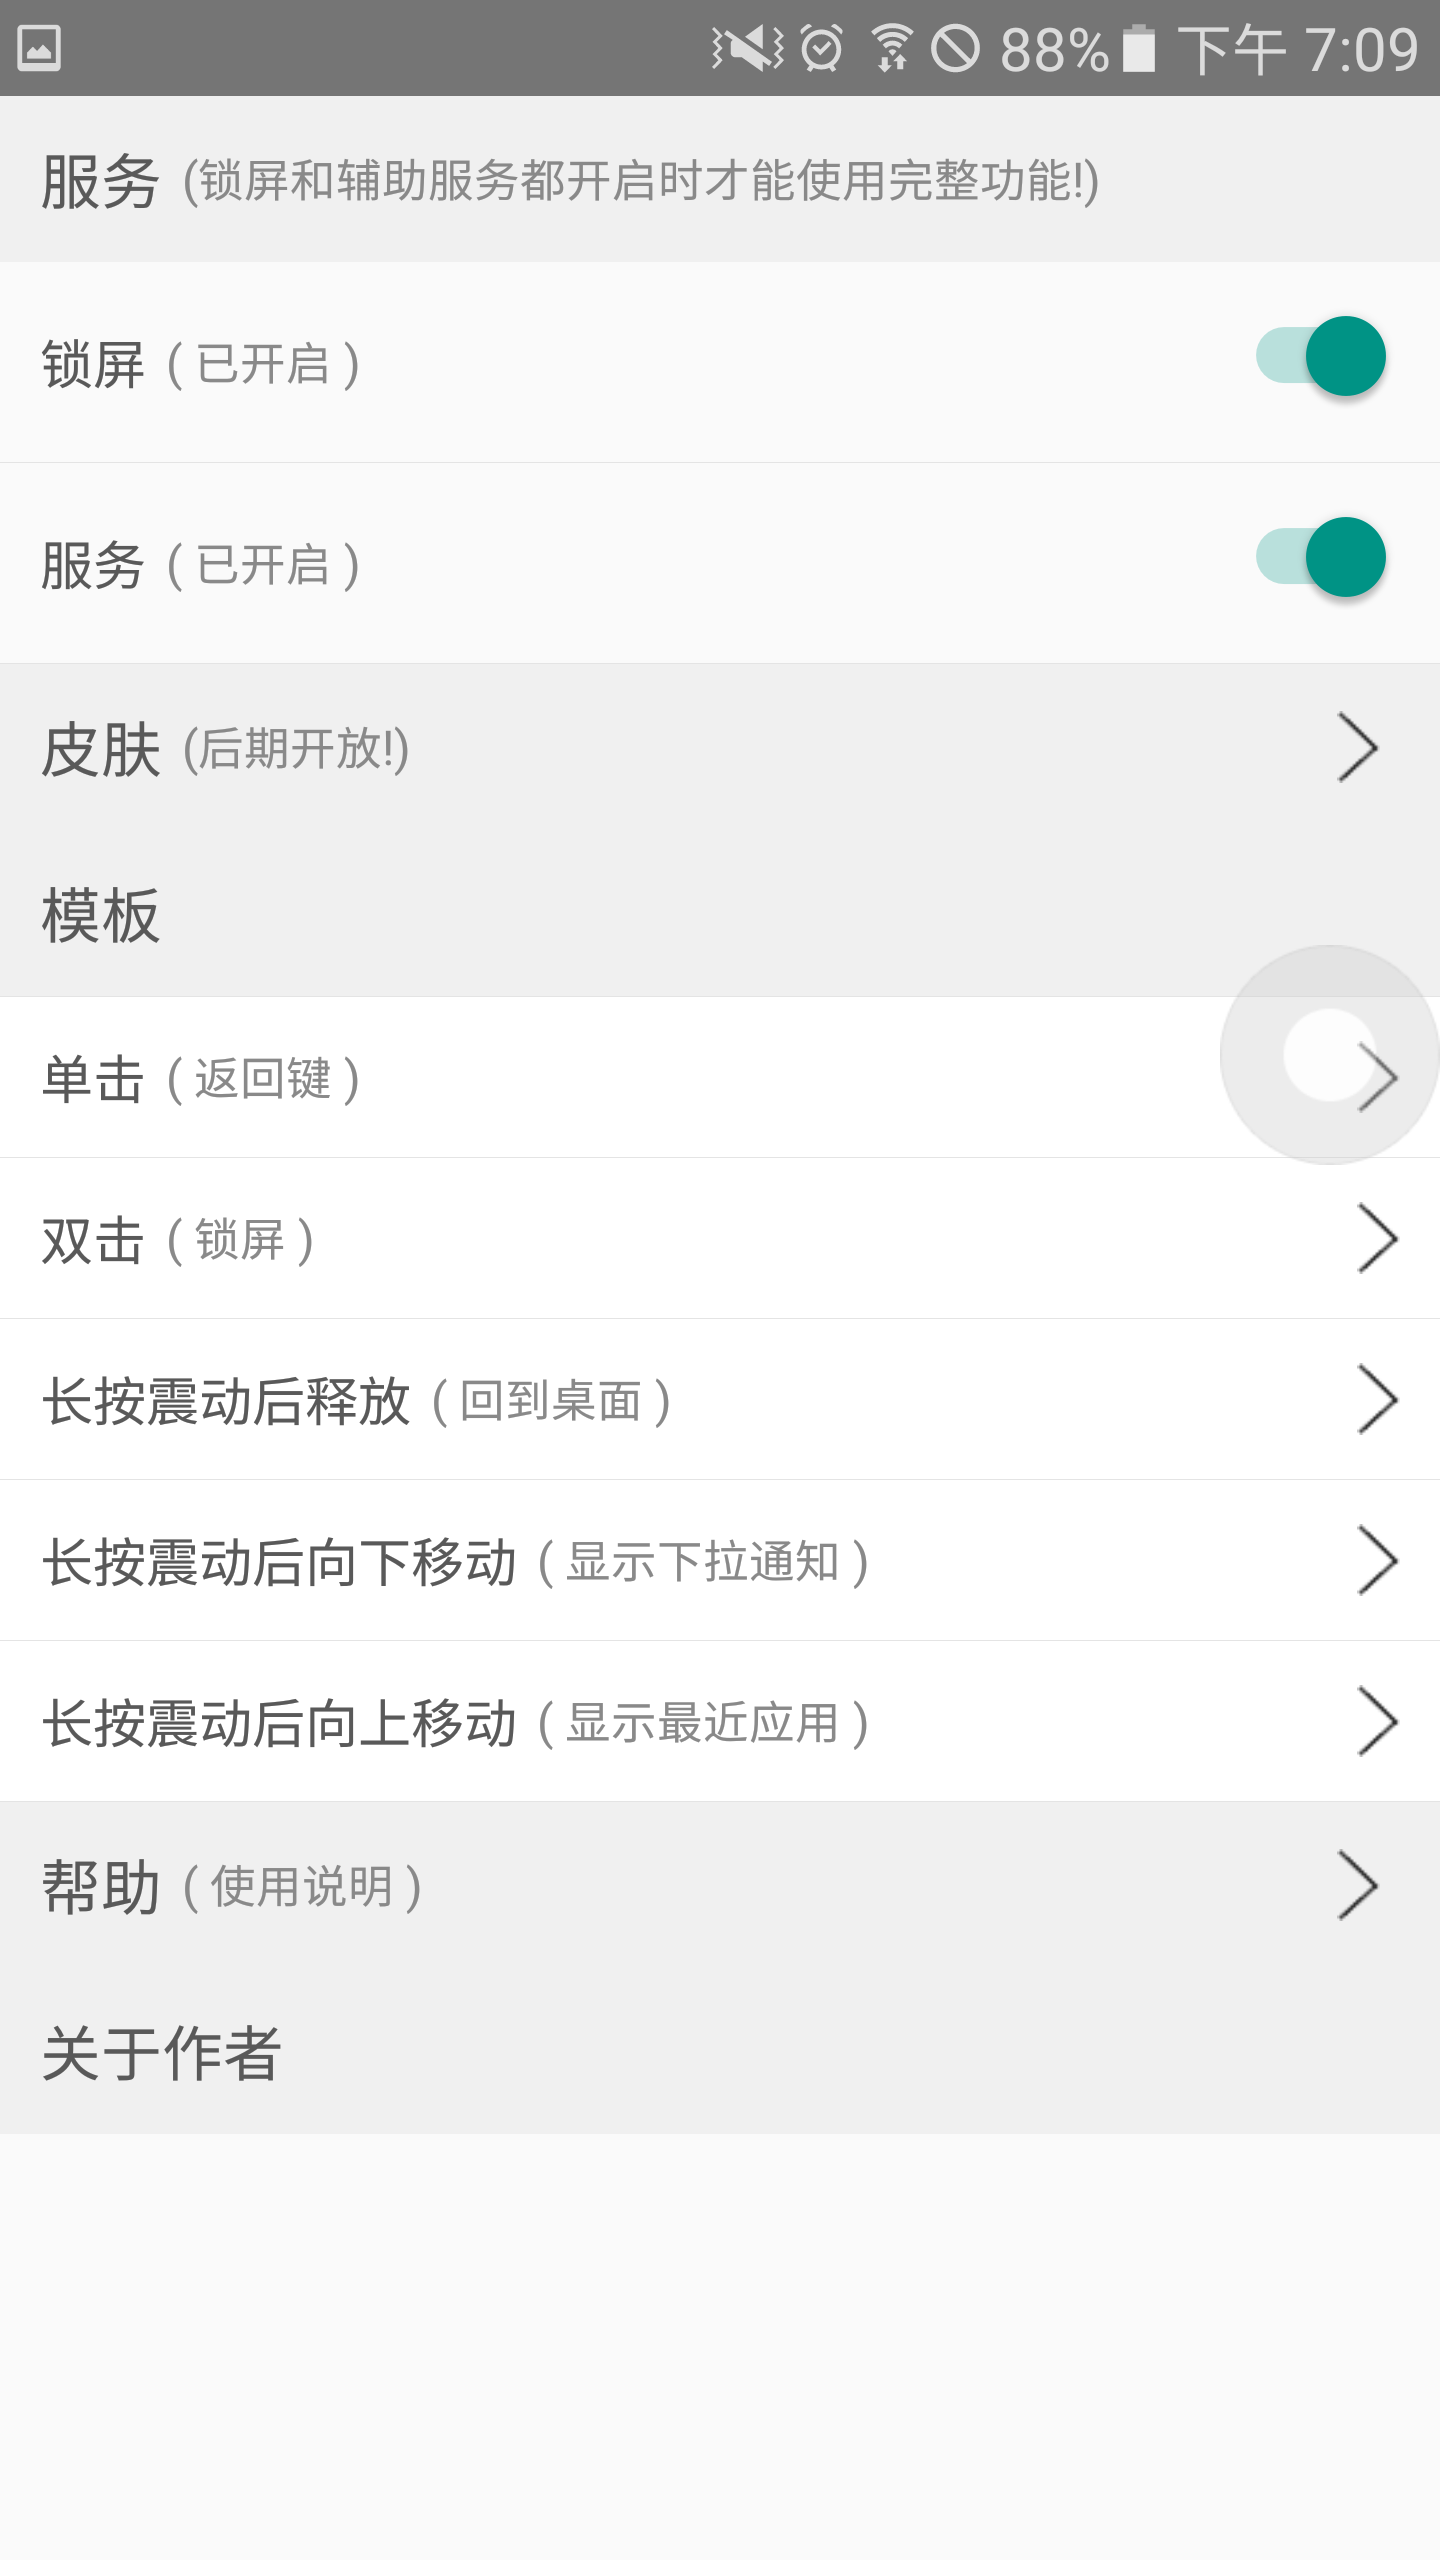 88% 下午 7:09
服务 (锁屏和辅助服务都开启时才能使用完整功能!)
锁屏 ( 已开启 )
服务 ( 已开启 )
皮肤 (后期开放!)
模板
单击 ( 返回键 )
双击 ( 锁屏 )
长按震动后释放 ( 回到桌面 )
长按震动后向下移动 ( 显示下拉通知 )
长按震动后向上移动 ( 显示最近应用 )
帮助 ( 使用说明 )
关于作者